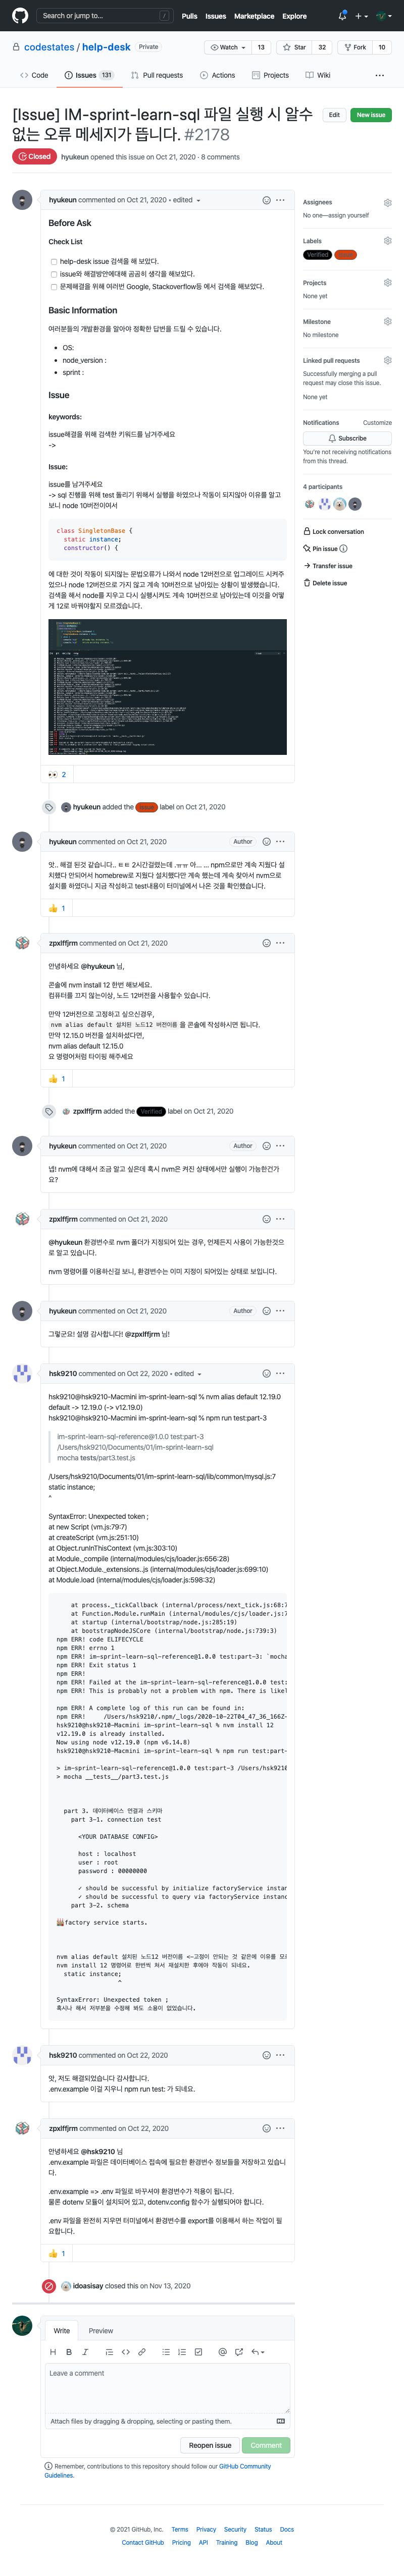 Search or jump to...
/
Pulls Issues Marketplace Explore
codestates / help-desk Private
Watch 13
Star 32
Fork 10
Code
Issues 131
Pull requests
Actions
Projects
Wiki
[Issue] IM-sprint-learn-sql 파일 실행 시 알수
없는 오류 메세지가 뜹니다. #2178
Edit
New issue
Closed
hyukeun opened this issue on Oct 21, 2020 · 8 comments
hyukeun commented on Oct 21, 2020 • edited
Before Ask
Check List
help-desk issue 검색을 해 보았다.
issue와 해결방안에대해 곰곰히 생각을 해보았다.
문제해결을 위해 여러번 Google, Stackoverflow등 에서 검색을 해보았다.
Basic Information
여러분들의 개발환경을 알아야 정확한 답변을 드릴 수 있습니다.
OS:
node_version :
sprint :
Issue
keywords:
issue해결을 위해 검색한 키워드를 남겨주세요
->
Issue:
issue를 남겨주세요
-> sql 진행을 위해 test 돌리기 위해서 실행을 하였으나 작동이 되지않아 이유를 알고
보니 node 10버전이여서
class SingletonBase {
static instance;
constructor() {
에 대한 것이 작동이 되지않는 문법오류가 나와서 node 12버전으로 업그레이드 시켜주
었으나 node 12버전으로 가지 않고 계속 10버전으로 남아있는 상황이 발생했습니다.
검색을 해서 node를 지우고 다시 실행시켜도 계속 10버전으로 남아있는데 이것을 어떻
게 12로 바꿔야할지 모르겠습니다.
2
hyukeun added the
label on Oct 21, 2020
hyukeun commented on Oct 21, 2020
Author
앗.. 해결 된것 같습니다.. ㅌㅌ 2시간걸렸는데 .ㅠㅠ 아... ... npm으로만 계속 지웠다 설
치했다 안되어서 homebrew로 지웠다 설치했다만 계속 했는데 계속 찾아서 nvm으로
설치를 하였더니 지금 작성하고 test내용이 터미널에서 나온 것을 확인했습니다.
1
zpxlffjrm commented on Oct 21, 2020
안녕하세요 @hyukeun 님,
콘솔에 nvm install 12 한번 해보세요.
컴퓨터를 끄지 않는이상, 노드 12버전을 사용할수 있습니다.
만약 12버전으로 고정하고 싶으신경우,
nvm alias default 설치된 노드12 버전이름 을 콘솔에 작성하시면 됩니다.
만약 12.15.0 버전을 설치하셨다면,
nvm alias default 12.15.0
요 명령어처럼 타이핑 해주세요
1
zpxlffjrm added the Verified label on Oct 21, 2020
hyukeun commented on Oct 21, 2020
Author
넵! nvm에 대해서 조금 알고 싶은데 혹시 nvm은 켜진 상태에서만 실행이 가능한건가
요?
zpxlffjrm commented on Oct 21, 2020
@hyukeun 환경변수로 nvm 폴더가 지정되어 있는 경우, 언제든지 사용이 가능한것으
로 알고 있습니다.
nvm 명령어를 이용하신걸 보니, 환경변수는 이미 지정이 되어있는 상태로 보입니다.
hyukeun commented on Oct 21, 2020
Author
그렇군요! 설명 감사합니다! @zpxlffjrm 님!
hsk9210 commented on Oct 22, 2020 • edited
hsk9210@hsk9210-Macmini im-sprint-learn-sql % nvm alias default 12.19.0
default -> 12.19.0 (-> v12.19.0)
hsk9210@hsk9210-Macmini im-sprint-learn-sql % npm run test:part-3
im-sprint-learn-sql-reference@1.0.0 test:part-3
/Users/hsk9210/Documents/01/im-sprint-learn-sql
mocha tests/part3.test.js
/Users/hsk9210/Documents/01/im-sprint-learn-sql/lib/common/mysql.js:7
static instance;
^
SyntaxError: Unexpected token ;
at new Script (vm.js:79:7)
at createScript (vm.js:251:10)
at Object.runInThisContext (vm.js:303:10)
at Module._compile (internal/modules/cjs/loader.js:656:28)
at Object.Module._extensions..js (internal/modules/cjs/loader.js:699:10)
at Module.load (internal/modules/cjs/loader.js:598:32)
at process._tickCallback (internal/process/next_tick.js:68:7
at Function.Module.runMain (internal/modules/cjs/loader.js:7
at startup (internal/bootstrap/node.js:285:19)
at bootstrapNodeJSCore (internal/bootstrap/node.js:739:3)
npm ERR! code ELIFECYCLE
npm ERR! errno 1
npm ERR! im-sprint-learn-sql-reference@1.0.0 test:part-3: `mocha
npm ERR! Exit status 1
npm ERR!
npm ERR! Failed at the im-sprint-learn-sql-reference@1.0.0 test:
npm ERR! This is probably not a problem with npm. There is likel
npm ERR! A complete log of this run can be found in:
npm ERR! /Users/hsk9210/.npm/_logs/2020-10-22T04_47_36_166Z-
hsk9210@hsk9210-Macmini im-sprint-learn-sql % nvm install 12
v12.19.0 is already installed.
Now using node v12.19.0 (npm v6.14.8)
hsk9210@hsk9210-Macmini im-sprint-learn-sql % npm run test:part-
> im-sprint-learn-sql-reference@1.0.0 test:part-3 /Users/hsk9210
> mocha __tests__/part3.test.js
part 3. 데이터베이스 연결과 스키마
part 3-1. connection test
<YOUR DATABASE CONFIG>
host : localhost
user : root
password : 00000000
✓ should be successful by initialize factoryService instan
✓ should be successful to query via factoryService instanc
part 3-2. schema
factory service starts.
nvm alias default 설치된 노드12 버전이름 <-고정이 안되는 것 같은데 이유를 모르
nvm install 12 명령어로 한번씩 쳐서 재설치한 후에야 작동이 되네요.
static instance;
^
SyntaxError: Unexpected token ;
혹시나 해서 저부분을 수정해 봐도 소용이 없었습니다.
hsk9210 commented on Oct 22, 2020
앗, 저도 해결되었습니다 감사합니다.
.env.example 이걸 지우니 npm run test: 가 되네요.
zpxlffjrm commented on Oct 22, 2020
안녕하세요 @hsk9210 님
.env.example 파일은 데이터베이스 접속에 필요한 환경변수 정보들을 저장하고 있습니
다.
.env.example => .env 파일로 바꾸셔야 환경변수가 적용이 됩니다.
물론 dotenv 모듈이 설치되어 있고, dotenv.config 함수가 실행되어야 합니다.
.env 파일을 완전히 지우면 터미널에서 환경변수를 export를 이용해서 하는 작업이 필
요합니다.
1
idoasisay closed this on Nov 13, 2020
Write
Preview
Leave a comment
Attach files by dragging & dropping, selecting or pasting them.
Reopen issue
Comment
Remember, contributions to this repository should follow our GitHub Community
Guidelines.
Assignees
No one—assign yourself
Labels
Verified
Projects
None yet
Milestone
No milestone
Linked pull requests
Successfully merging a pull
request may close this issue.
None yet
Notifications
Customize
Subscribe
You're not receiving notifications
from this thread.
4 participants
Lock conversation
Pin issue
Transfer issue
Delete issue
© 2021 GitHub, Inc. Terms Privacy Security Status Docs
Contact GitHub Pricing API Training Blog About